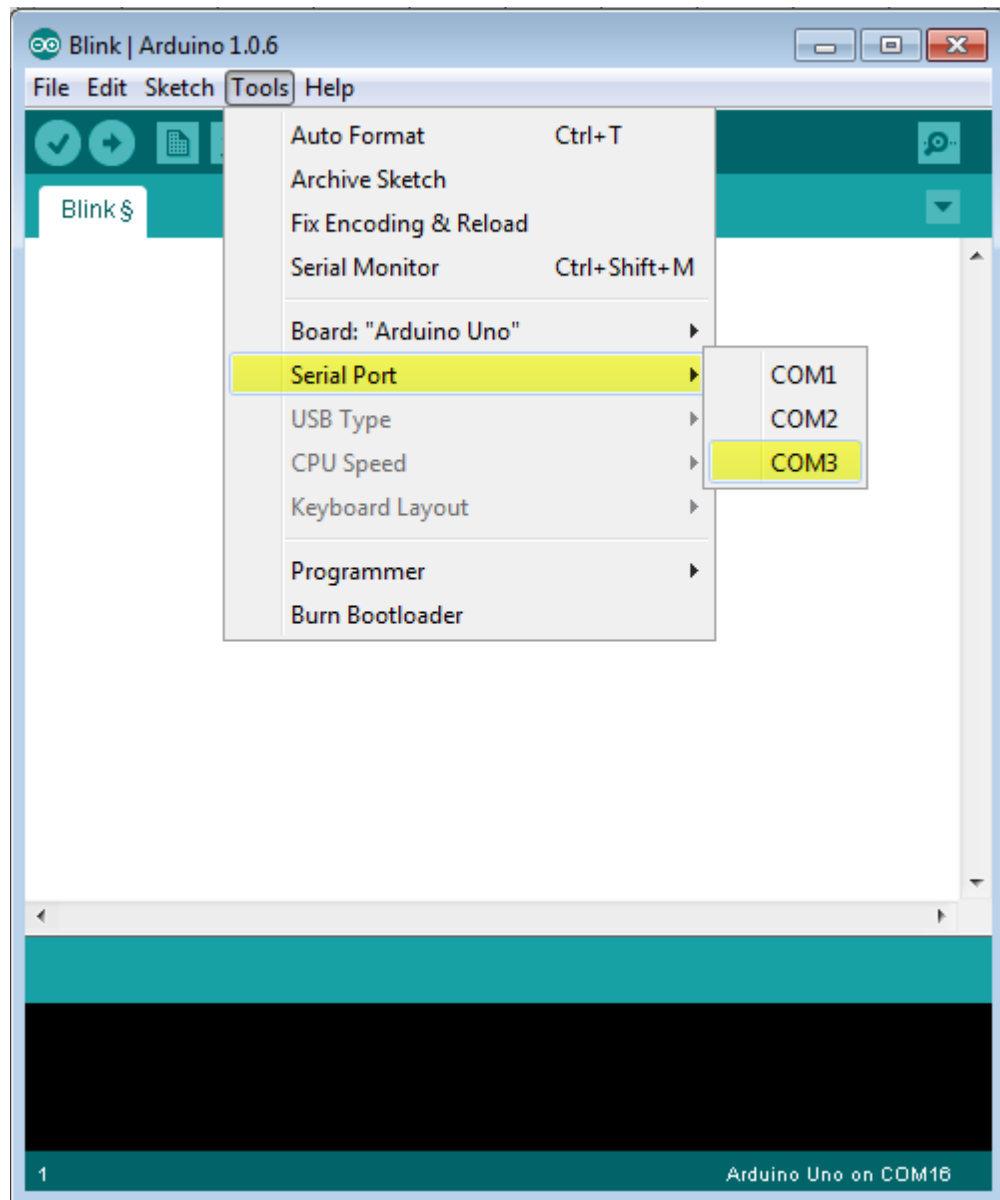 Blink | Arduino 1.0.6
File Edit Sketch Tools Help
Auto Format Ctrl+T
Archive Sketch
Blink §
Fix Encoding & Reload
Serial Monitor Ctrl+Shift+M
Board: "Arduino Uno"
Serial Port
COM1
USB Type
COM2
CPU Speed
COM3
Keyboard Layout
Programmer
Burn Bootloader
1 Arduino Uno on COM16